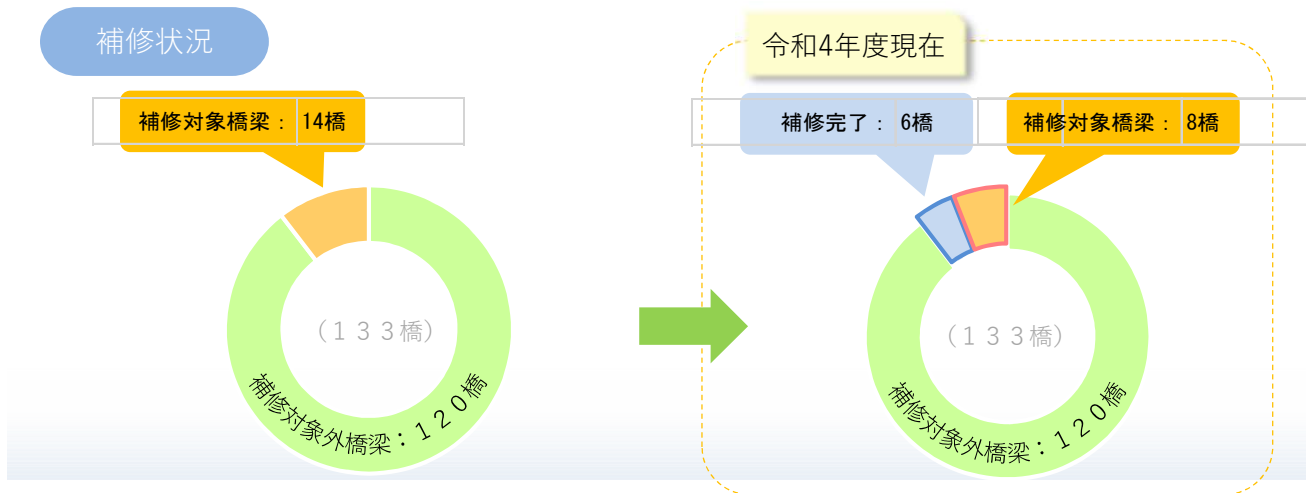 補修状況
補修対象橋梁： 14橋
（１３３橋）
補修対象外橋梁：１２０橋
令和4年度現在
補修完了： 6橋
補修対象橋梁： 8橋
（１３３橋）
補修対象外橋梁：１２０橋